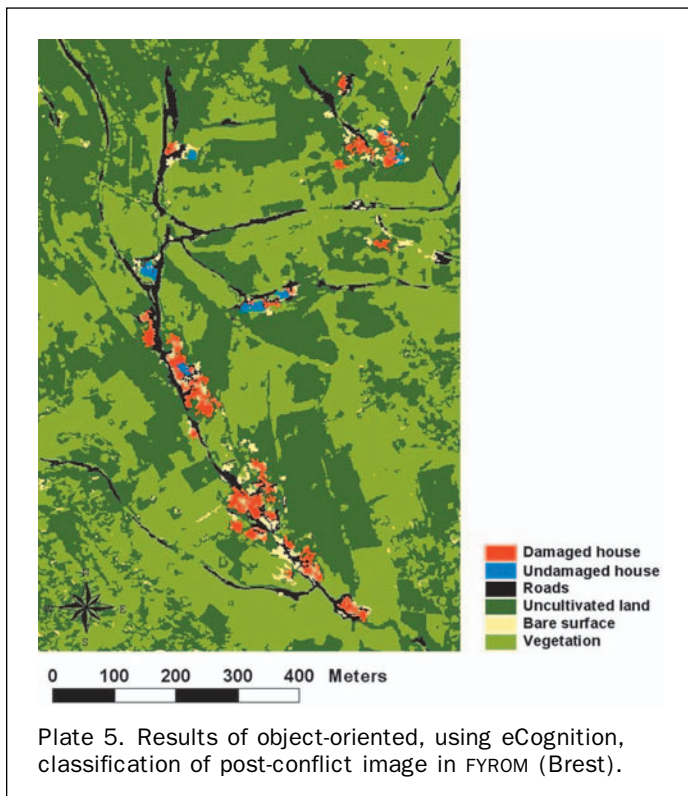 Damaged house
Undamaged house
Roads
Uncultivated land
Bare surface
Vegetation
E
S
0 100 200 300 400 Meters
Plate 5. Results of object-oriented, using eCognition,
classification of post-conflict image in FYROM (Brest).